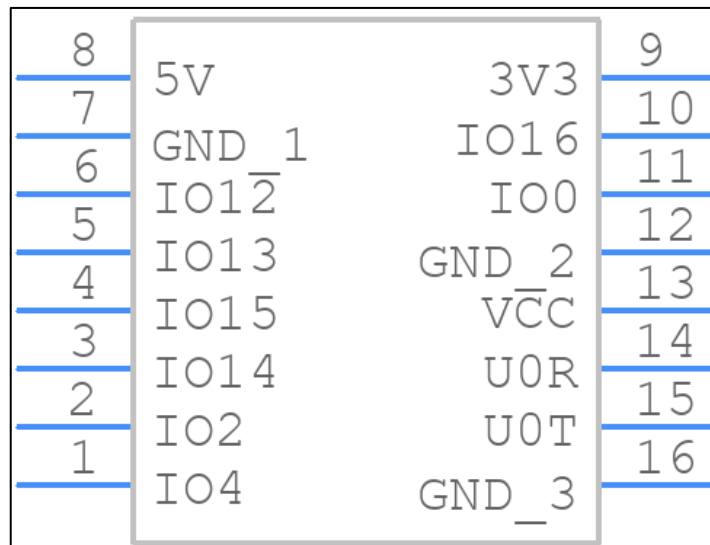 8 5V 3V3 9
7 GND_1 IO16 10
6 IO12 IO0 11
5 IO13 GND_2 12
4 IO15 VCC 13
3 IO14 U0R 14
2 IO2 U0T 15
1 IO4 GND_3 16